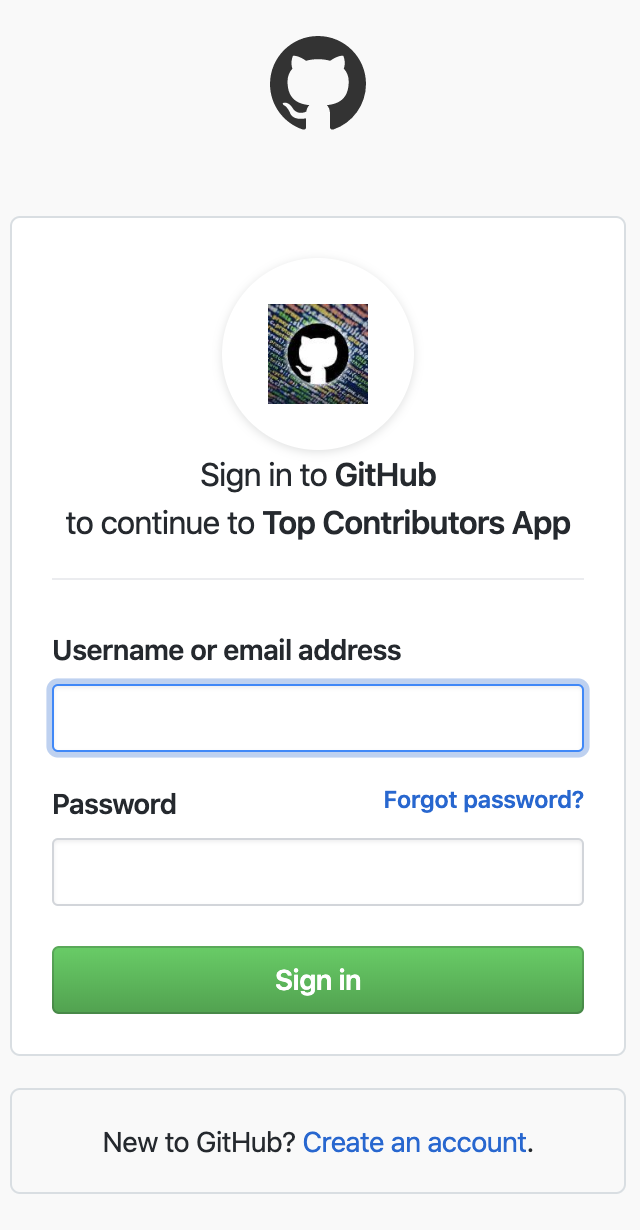 Sign in to GitHub
to continue to Top Contributors App
Username or email address
Password
Forgot password?
Sign in
New to GitHub? Create an account.